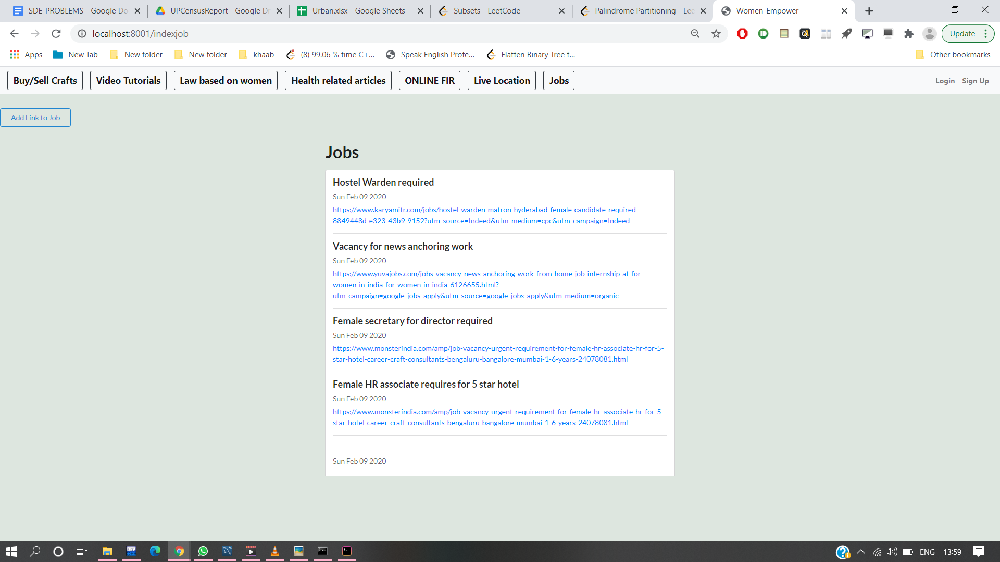 SDE-PROBLEMS - Google Do
UPCensusReport - Google Dr
Urban.xlsx - Google Sheets
Subsets - LeetCode
Palindrome Partitioning - Lee
Women-Empower
localhost:8001/indexjob
Update
Apps
New Tab
New folder
New folder
khaab
(8) 99.06 % time C+...
Speak English Profe...
Flatten Binary Tree t...
Other bookmarks
Buy/Sell Crafts
Video Tutorials
Law based on women
Health related articles
ONLINE FIR
Live Location
Jobs
Login
Sign Up
Add Link to Job
Jobs
Hostel Warden required
Sun Feb 09 2020
https://www.karyamitr.com/jobs/hostel-warden-matron-hyderabad-female-candidate-required-
8849448d-e323-43b9-9152?utm_source=Indeed&utm_medium=cpc&utm_campaign=Indeed
Vacancy for news anchoring work
Sun Feb 09 2020
https://www.yuvajobs.com/jobs-vacancy-news-anchoring-work-from-home-job-internship-at-for-
women-in-india-for-women-in-india-6126655.html?
utm_campaign=google_jobs_apply&utm_source=google_jobs_apply&utm_medium=organic
Female secretary for director required
Sun Feb 09 2020
https://www.monsterindia.com/amp/job-vacancy-urgent-requirement-for-female-hr-associate-hr-for-5-
star-hotel-career-craft-consultants-bengaluru-bangalore-mumbai-1-6-years-24078081.html
Female HR associate requires for 5 star hotel
Sun Feb 09 2020
https://www.monsterindia.com/amp/job-vacancy-urgent-requirement-for-female-hr-associate-hr-for-5-
star-hotel-career-craft-consultants-bengaluru-bangalore-mumbai-1-6-years-24078081.html
Sun Feb 09 2020
DEV
ENG
13:59